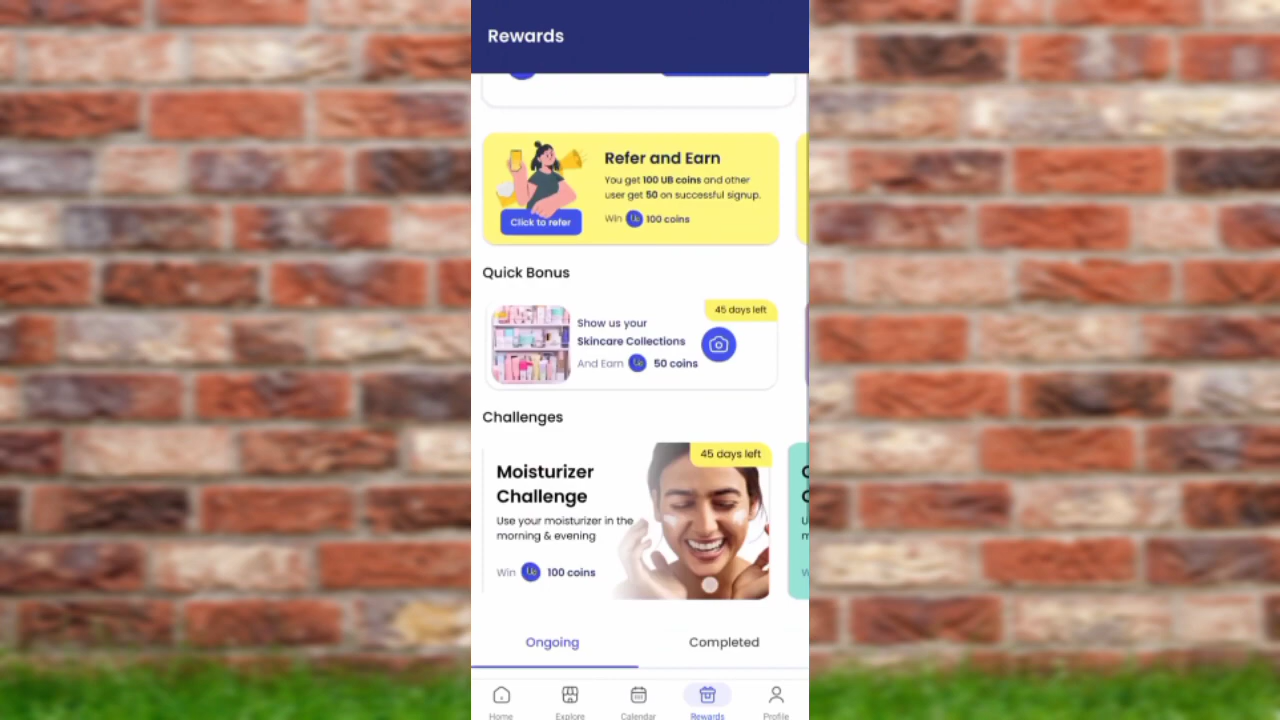 Rewards
Refer and Earn
You get 100 UB coins and other
user get 50 on successful signup.
Click to refer
Win 100 coins
Quick Bonus
45 days left
Show us your
Skincare Collections
And Earn 50 coins
Challenges
45 days left
Moisturizer
Challenge
Use your moisturizer in the
morning & evening
Win 100 coins
Ongoing
Completed
Home
Explore
Calendar
Rewards
Profile